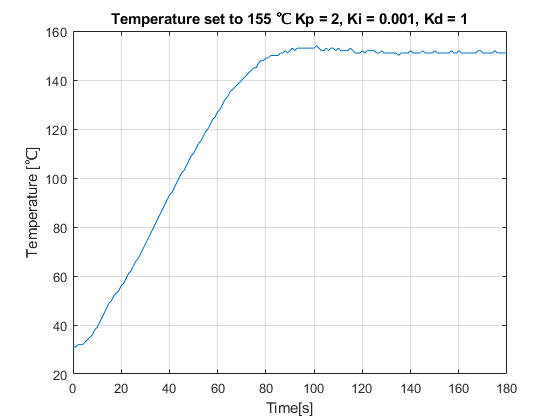 Temperature set to 155 ℃ Kp = 2, Ki = 0.001, Kd = 1
160
140
120
100
80
60
40
20
Temperature [℃]
0 20 40 60 80 100 120 140 160 180
Time[s]